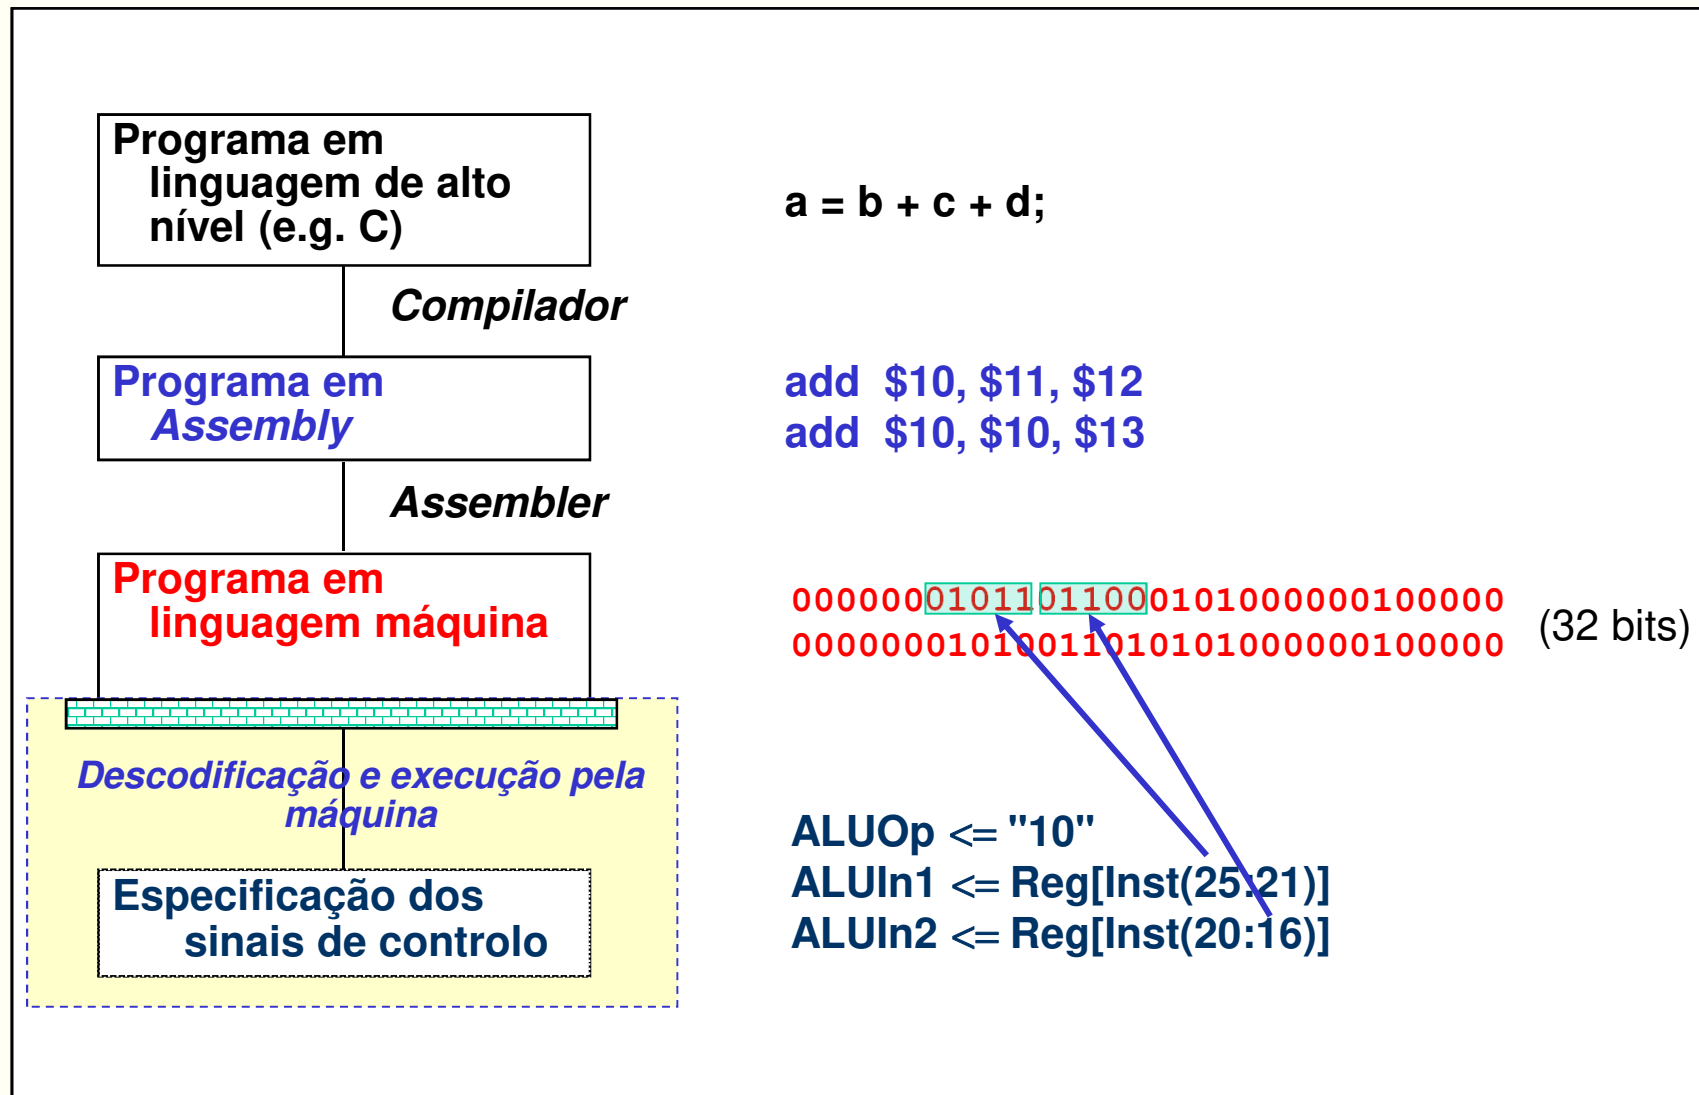 Programa em
linguagem de alto
nível (e.g. C)
a = b + c + d;
Compilador
Programa em
Assembly
add $10, $11, $12
add $10, $10, $13
Assembler
Programa em
linguagem máquina
00000001011011000101000000100000
00000001010011010101000000100000
(32 bits)
Descodificação e execução pela
máquina
Especificação dos
sinais de controlo
ALUOp <= "10"
ALUIn1 <= Reg[Inst(25:21)]
ALUIn2 <= Reg[Inst(20:16)]